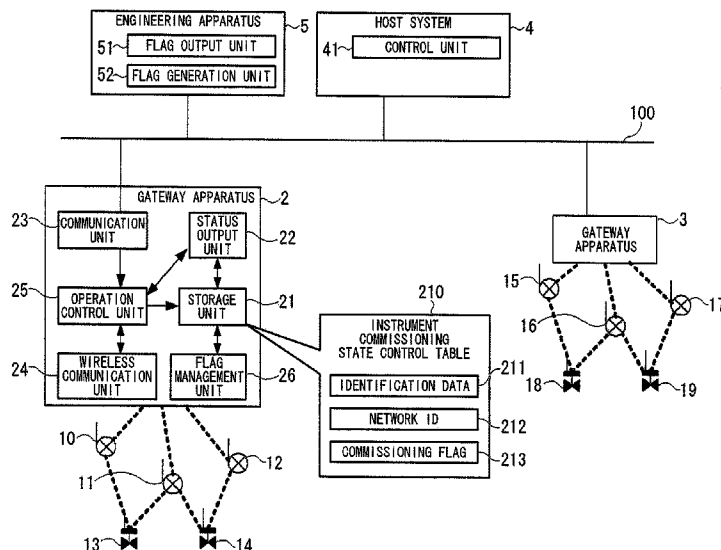 ENGINEERING APPARATUS
5
51
FLAG OUTPUT UNIT
52
FLAG GENERATION UNIT
HOST SYSTEM
4
41
CONTROL UNIT
100
GATEWAY APPARATUS
2
23
COMMUNICATION
UNIT
STATUS
OUTPUT
UNIT
22
25
OPERATION
CONTROL UNIT
STORAGE
UNIT
21
24
WIRELESS
COMMUNICATION
UNIT
FLAG
MANAGEMENT
UNIT
26
10
11
12
13
14
210
INSTRUMENT
COMMISSIONING
STATE CONTROL TABLE
IDENTIFICATION DATA
211
NETWORK ID
212
COMMISSIONING FLAG
213
3
GATEWAY
APPARATUS
15
16
17
18
19